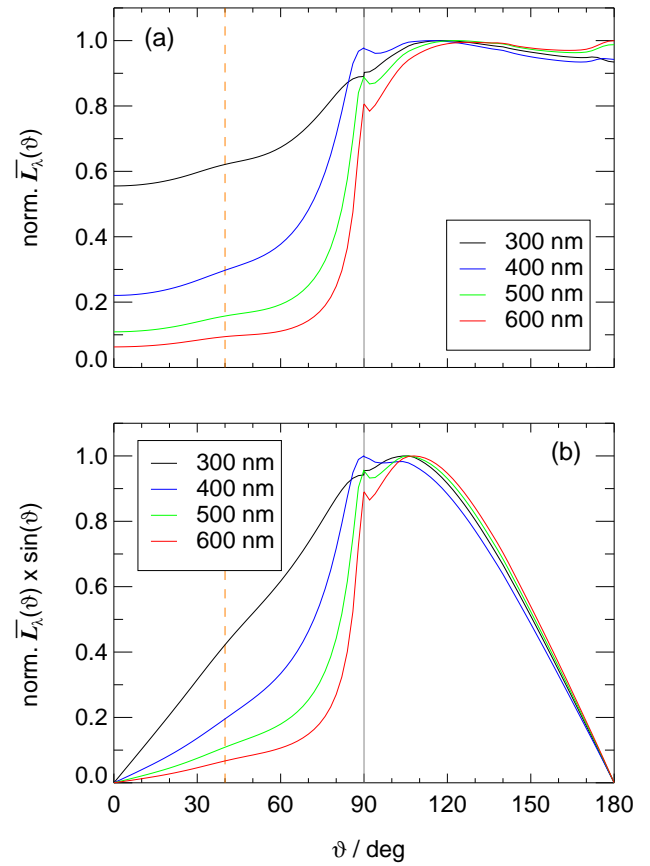 (a)
1.0
0.8
0.6
0.4
0.2
0.0
norm. L̅λ(ϑ)
300 nm
400 nm
500 nm
600 nm
(b)
1.0
0.8
0.6
0.4
0.2
0.0
norm. L̅λ(ϑ) x sin(ϑ)
300 nm
400 nm
500 nm
600 nm
0 30 60 90 120 150 180
ϑ / deg